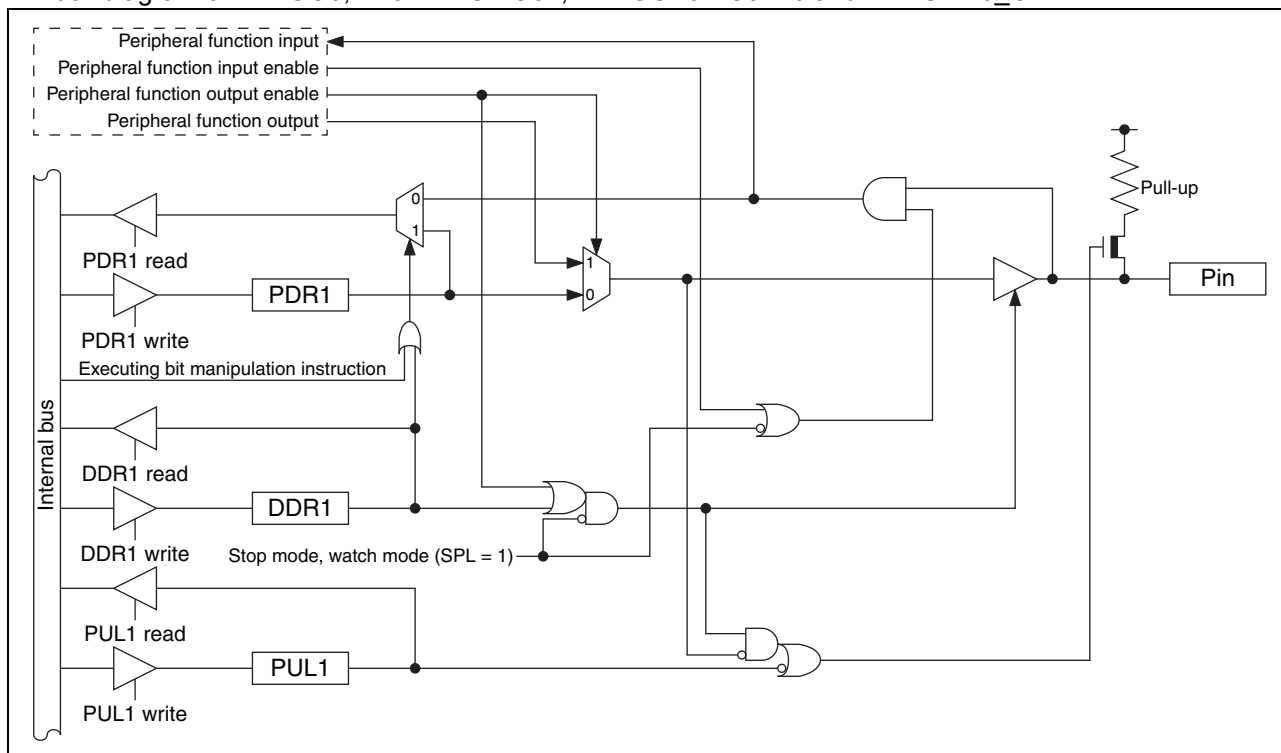 Peripheral function input
Peripheral function input enable
Peripheral function output enable
Peripheral function output
0
1
Pull-up
PDR1 read
1
0
PDR1
Pin
PDR1 write
Executing bit manipulation instruction
Internal bus
DDR1 read
DDR1
DDR1 write
Stop mode, watch mode (SPL = 1)
PUL1 read
PUL1
PUL1 write